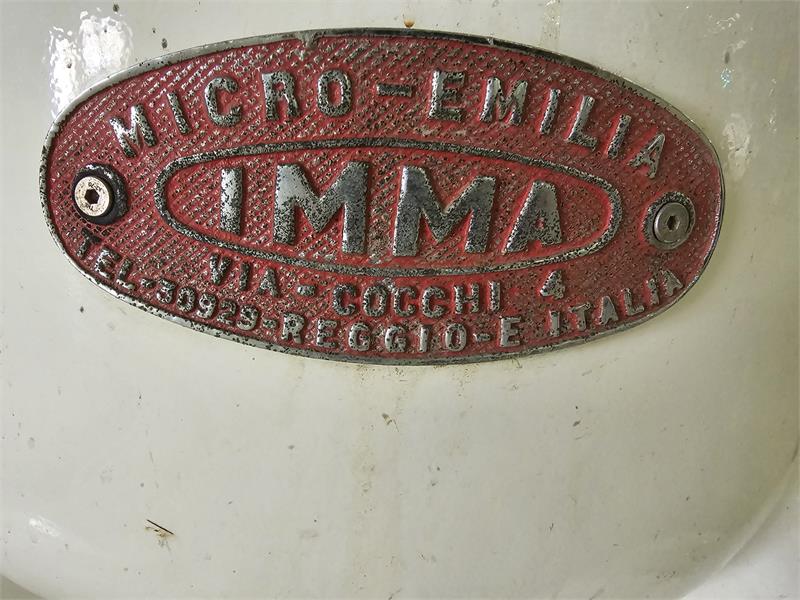 MICRO-EMILIA
IMMA
VIA-COCCHI 4
TEL-30929-REGGIO-E ITALIA